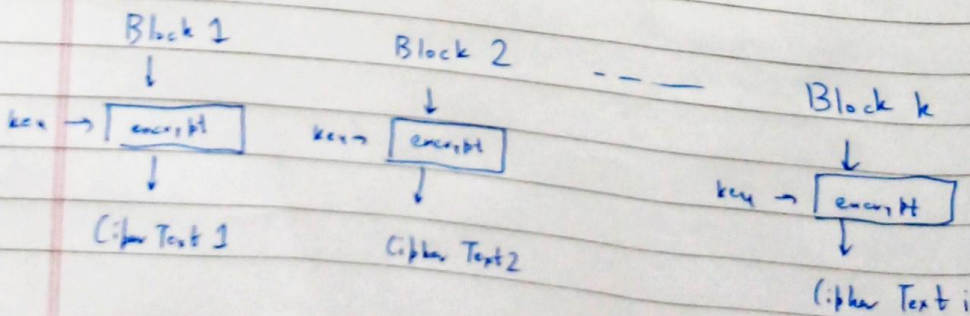 Block 1
Block 2
Block k
key → encrypt
key → encrypt
key → encrypt
Cipher Text 1
Cipher Text 2
Cipher Text i